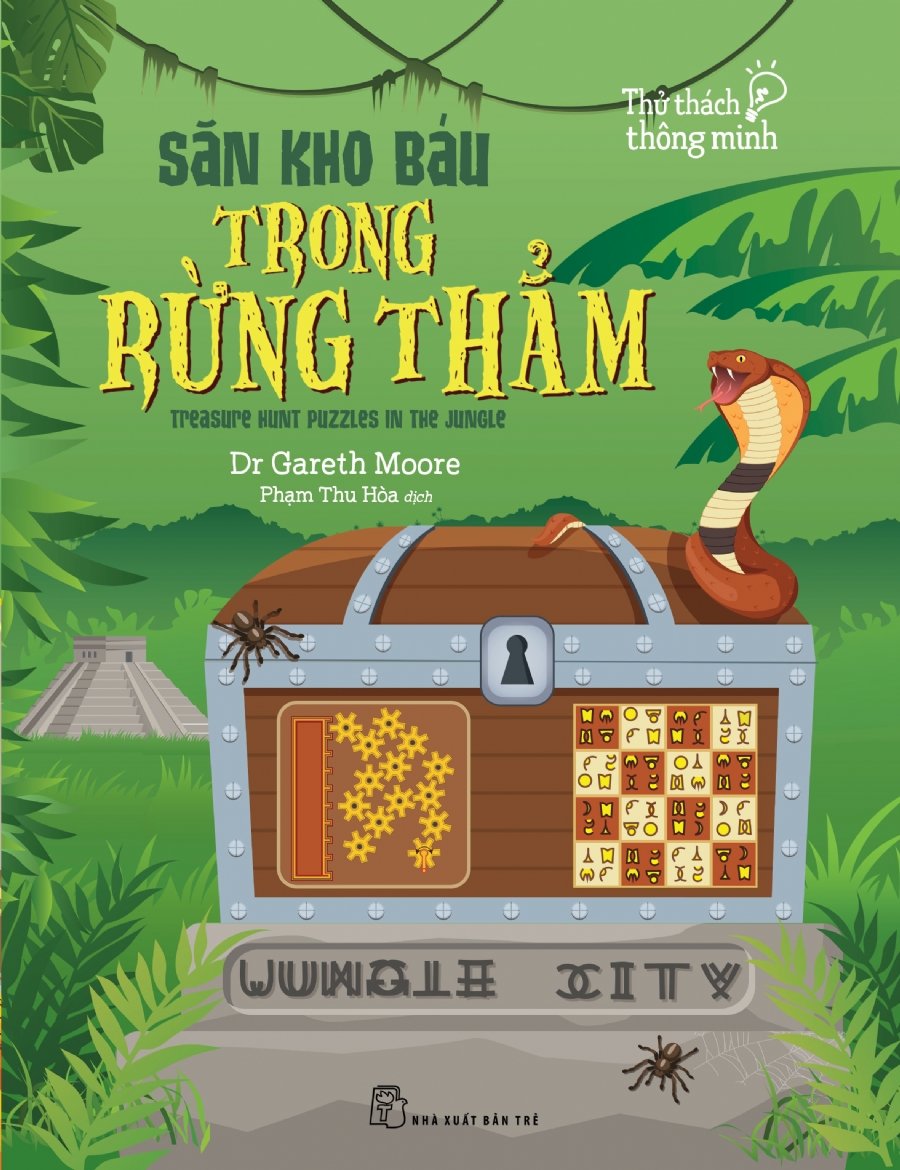 Thử thách
thông minh
SĂN KHO BÁU
TRONG
RỪNG THẲM
Treasure Hunt Puzzles in the Jungle
Dr Gareth Moore
Phạm Thu Hòa dịch
JUNGLE CITY
NHÀ XUẤT BẢN TRẺ